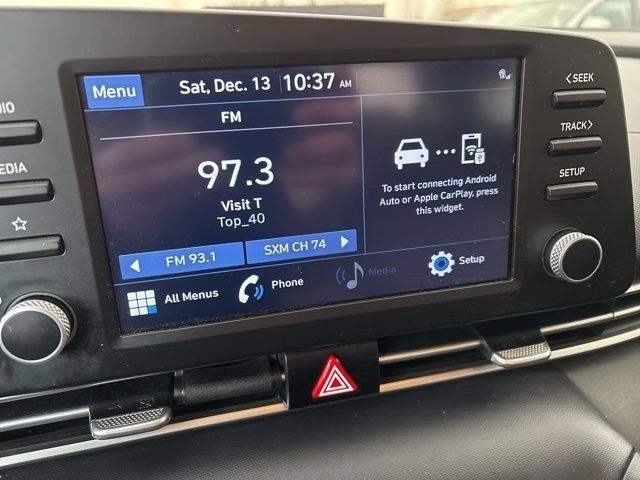 Menu
Sat, Dec. 13 10:37 AM
FM
97.3
Visit T
Top_40
FM 93.1
SXM CH 74
All Menus
Phone
Media
Setup
To start connecting Android
Auto or Apple CarPlay, press
this widget.
SEEK
TRACK
SETUP